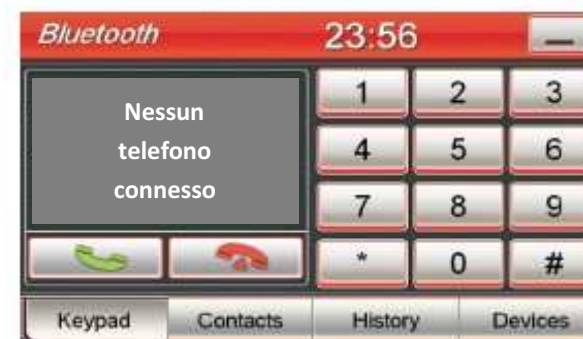 Bluetooth 23:56
Nessun
telefono
connesso
1 2 3
4 5 6
7 8 9
* 0 #
Keypad Contacts History Devices